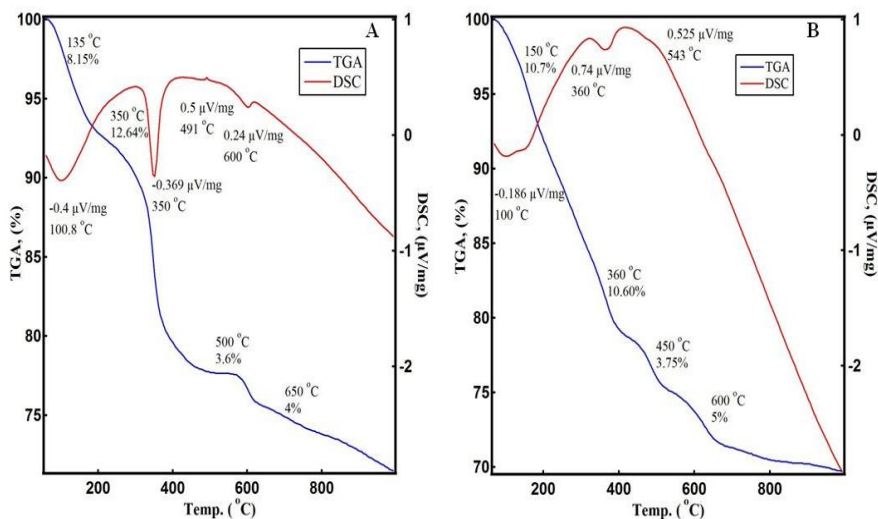 A
100
95
90
85
80
75
TGA, (%)
135 °C
8.15%
TGA
DSC
350 °C
12.64%
0.5 µV/mg
491 °C
0.24 µV/mg
600 °C
-0.4 µV/mg
100.8 °C
-0.369 µV/mg
350 °C
500 °C
3.6%
650 °C
4%
1
0
-1
-2
DSC, (µV/mg)
200 400 600 800
Temp. (°C)
B
100
95
90
85
80
75
70
TGA, (%)
150 °C
10.7%
0.74 µV/mg
360 °C
0.525 µV/mg
543 °C
TGA
DSC
-0.186 µV/mg
100 °C
360 °C
10.60%
450 °C
3.75%
600 °C
5%
1
0
-1
-2
DSC, (µV/mg)
200 400 600 800
Temp. (°C)